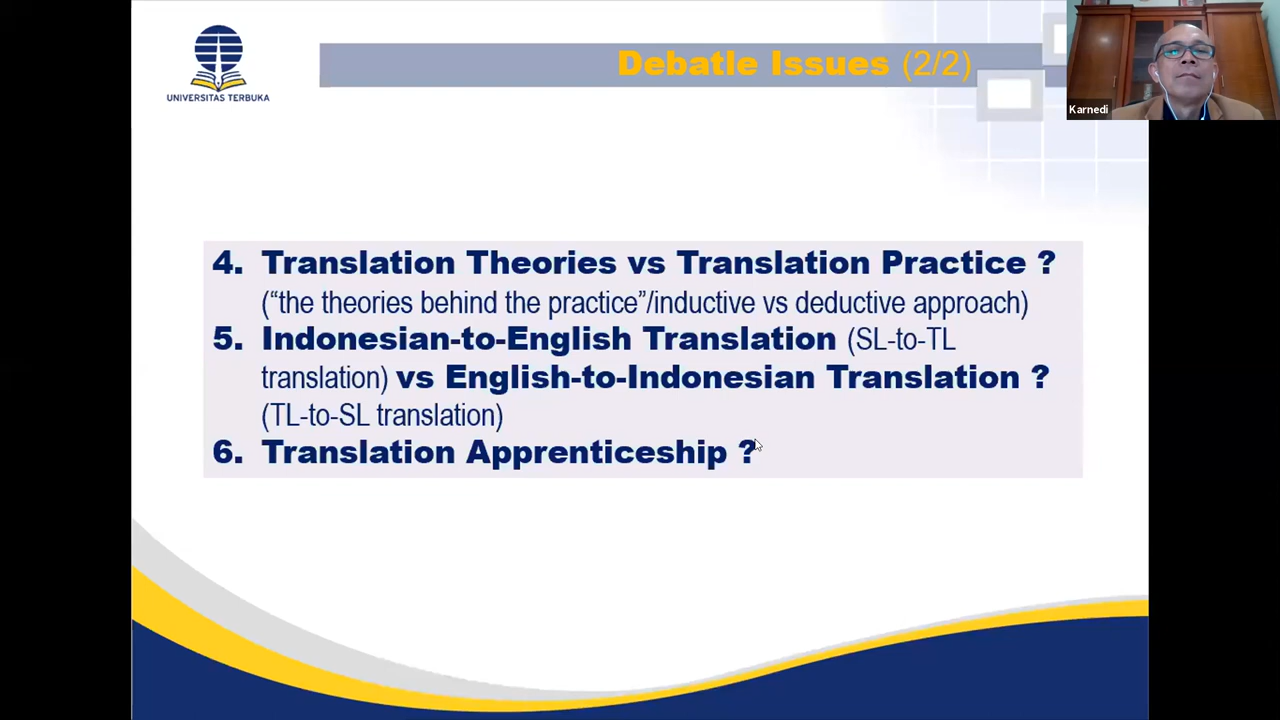 UNIVERSITAS TERBUKA
Debatle Issues (2/2)
Karnedi
4. Translation Theories vs Translation Practice ?
(“the theories behind the practice”/inductive vs deductive approach)
5. Indonesian-to-English Translation (SL-to-TL
translation) vs English-to-Indonesian Translation ?
(TL-to-SL translation)
6. Translation Apprenticeship ?